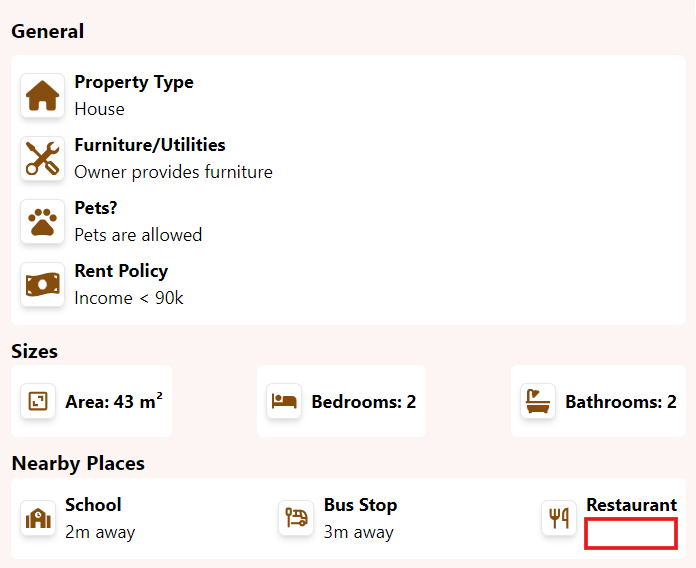 General
Property Type
House
Furniture/Utilities
Owner provides furniture
Pets?
Pets are allowed
Rent Policy
Income < 90k
Sizes
Area: 43 m²
Bedrooms: 2
Bathrooms: 2
Nearby Places
School
2m away
Bus Stop
3m away
Restaurant